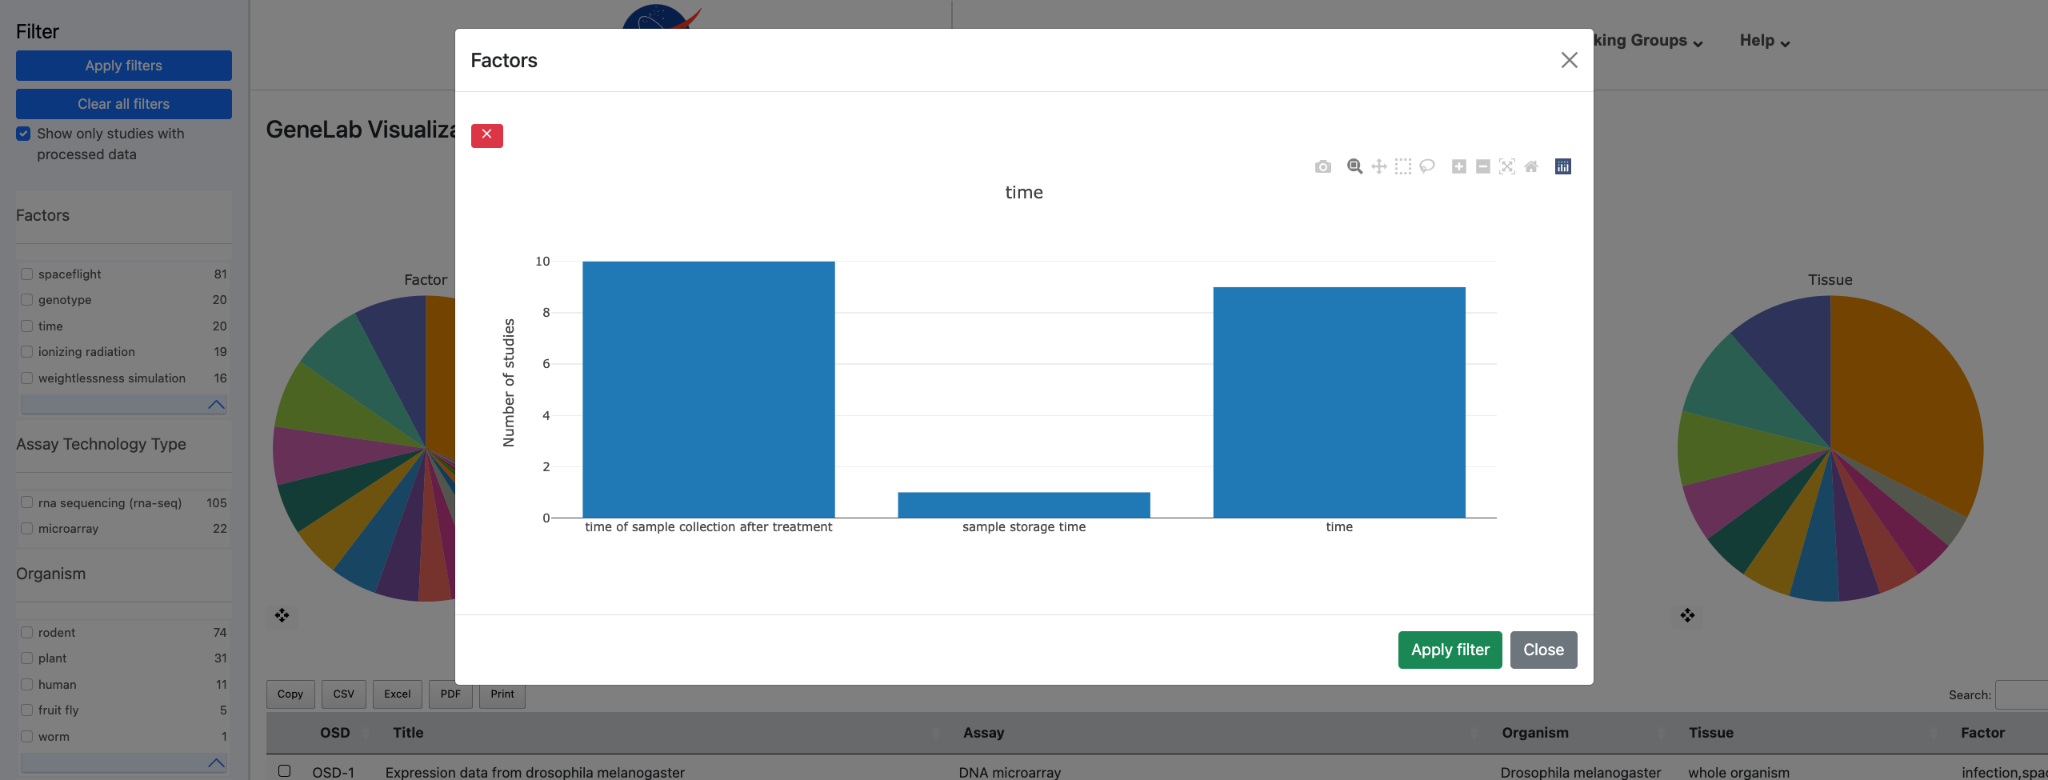 Filter
Apply filters
Clear all filters
Show only studies with
processed data
Factors
spaceflight 81
genotype 20
time 20
ionizing radiation 19
weightlessness simulation 16
Assay Technology Type
rna sequencing (rna-seq) 105
microarray 22
Organism
rodent 74
plant 31
human 11
fruit fly 5
worm 1
king Groups
Help
GeneLab Visualiza
Factor
Factors
time
Number of studies
10
8
6
4
2
0
time of sample collection after treatment
sample storage time
time
Apply filter
Close
Tissue
Copy
CSV
Excel
PDF
Print
Search:
OSD Title Assay Organism Tissue Factor
OSD-1 Expression data from drosophila melanogaster DNA microarray Drosophila melanogaster whole organism infection,spac